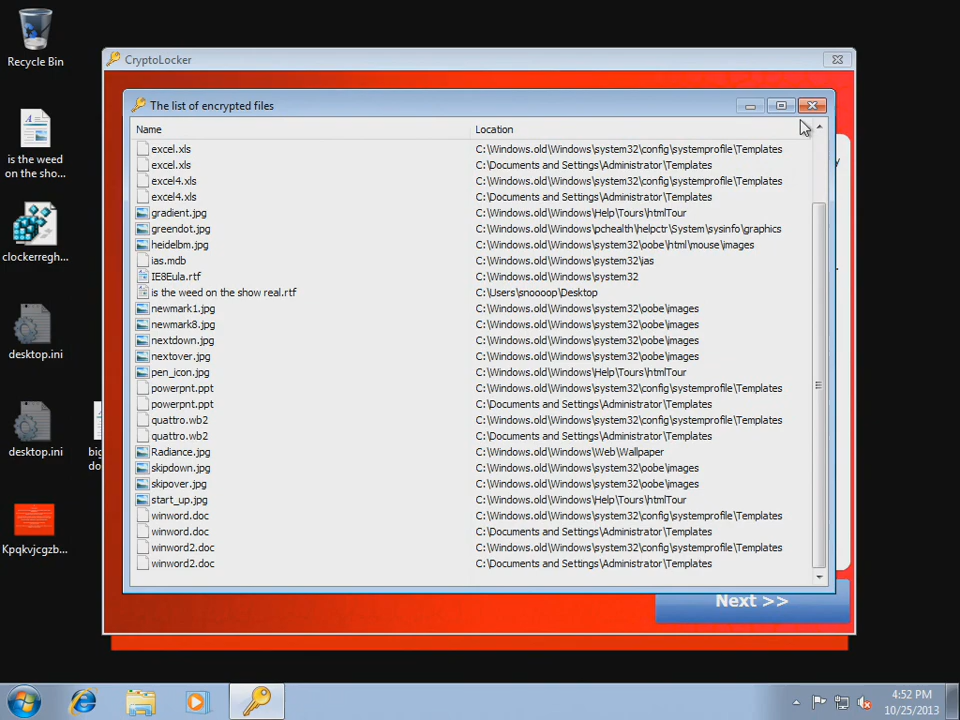 Recycle Bin
is the weed
on the sho...
clockerregh...
desktop.ini
desktop.ini
Kpqkvjcgzb...
big
do
CryptoLocker
The list of encrypted files
Name Location
excel.xls C:\Windows.old\Windows\system32\config\systemprofile\Templates
excel.xls C:\Documents and Settings\Administrator\Templates
excel4.xls C:\Windows.old\Windows\system32\config\systemprofile\Templates
excel4.xls C:\Documents and Settings\Administrator\Templates
gradient.jpg C:\Windows.old\Windows\Help\Tours\htmlTour
greendot.jpg C:\Windows.old\Windows\pchealth\helpctr\System\sysinfo\graphics
heidelbm.jpg C:\Windows.old\Windows\system32\oobe\html\mouse\images
ias.mdb C:\Windows.old\Windows\system32\ias
IE8Eula.rtf C:\Windows.old\Windows\system32
is the weed on the show real.rtf C:\Users\snoooop\Desktop
newmark1.jpg C:\Windows.old\Windows\system32\oobe\images
newmark8.jpg C:\Windows.old\Windows\system32\oobe\images
nextdown.jpg C:\Windows.old\Windows\system32\oobe\images
nextover.jpg C:\Windows.old\Windows\system32\oobe\images
pen_icon.jpg C:\Windows.old\Windows\Help\Tours\htmlTour
powerpnt.ppt C:\Windows.old\Windows\system32\config\systemprofile\Templates
powerpnt.ppt C:\Documents and Settings\Administrator\Templates
quattro.wb2 C:\Windows.old\Windows\system32\config\systemprofile\Templates
quattro.wb2 C:\Documents and Settings\Administrator\Templates
Radiance.jpg C:\Windows.old\Windows\Web\Wallpaper
skipdown.jpg C:\Windows.old\Windows\system32\oobe\images
skipover.jpg C:\Windows.old\Windows\system32\oobe\images
start_up.jpg C:\Windows.old\Windows\Help\Tours\htmlTour
winword.doc C:\Windows.old\Windows\system32\config\systemprofile\Templates
winword.doc C:\Documents and Settings\Administrator\Templates
winword2.doc C:\Windows.old\Windows\system32\config\systemprofile\Templates
winword2.doc C:\Documents and Settings\Administrator\Templates
Next >>
4:52 PM
10/25/2013